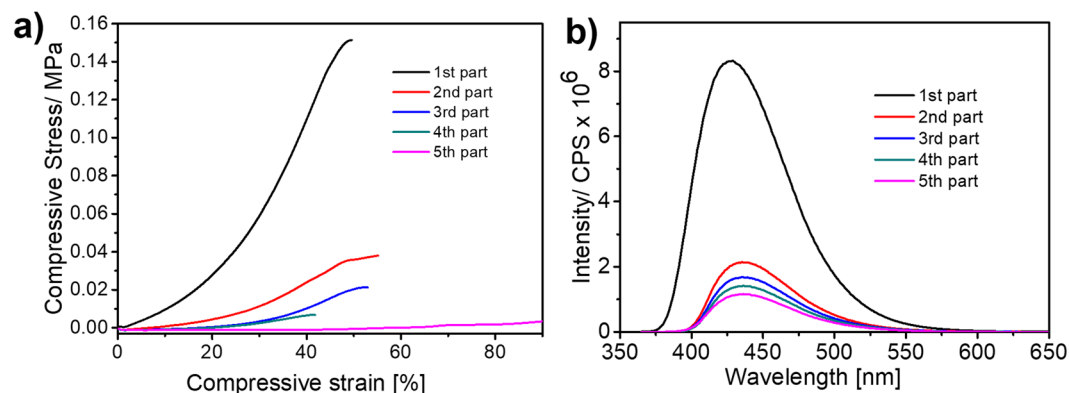 a)
Compressive Stress/ MPa
0.16
0.14
0.12
0.10
0.08
0.06
0.04
0.02
0.00
1st part
2nd part
3rd part
4th part
5th part
0
20
40
60
80
Compressive strain [%]
b)
Intensity/ CPS x 10⁶
8
6
4
2
0
1st part
2nd part
3rd part
4th part
5th part
350
400
450
500
550
600
650
Wavelength [nm]